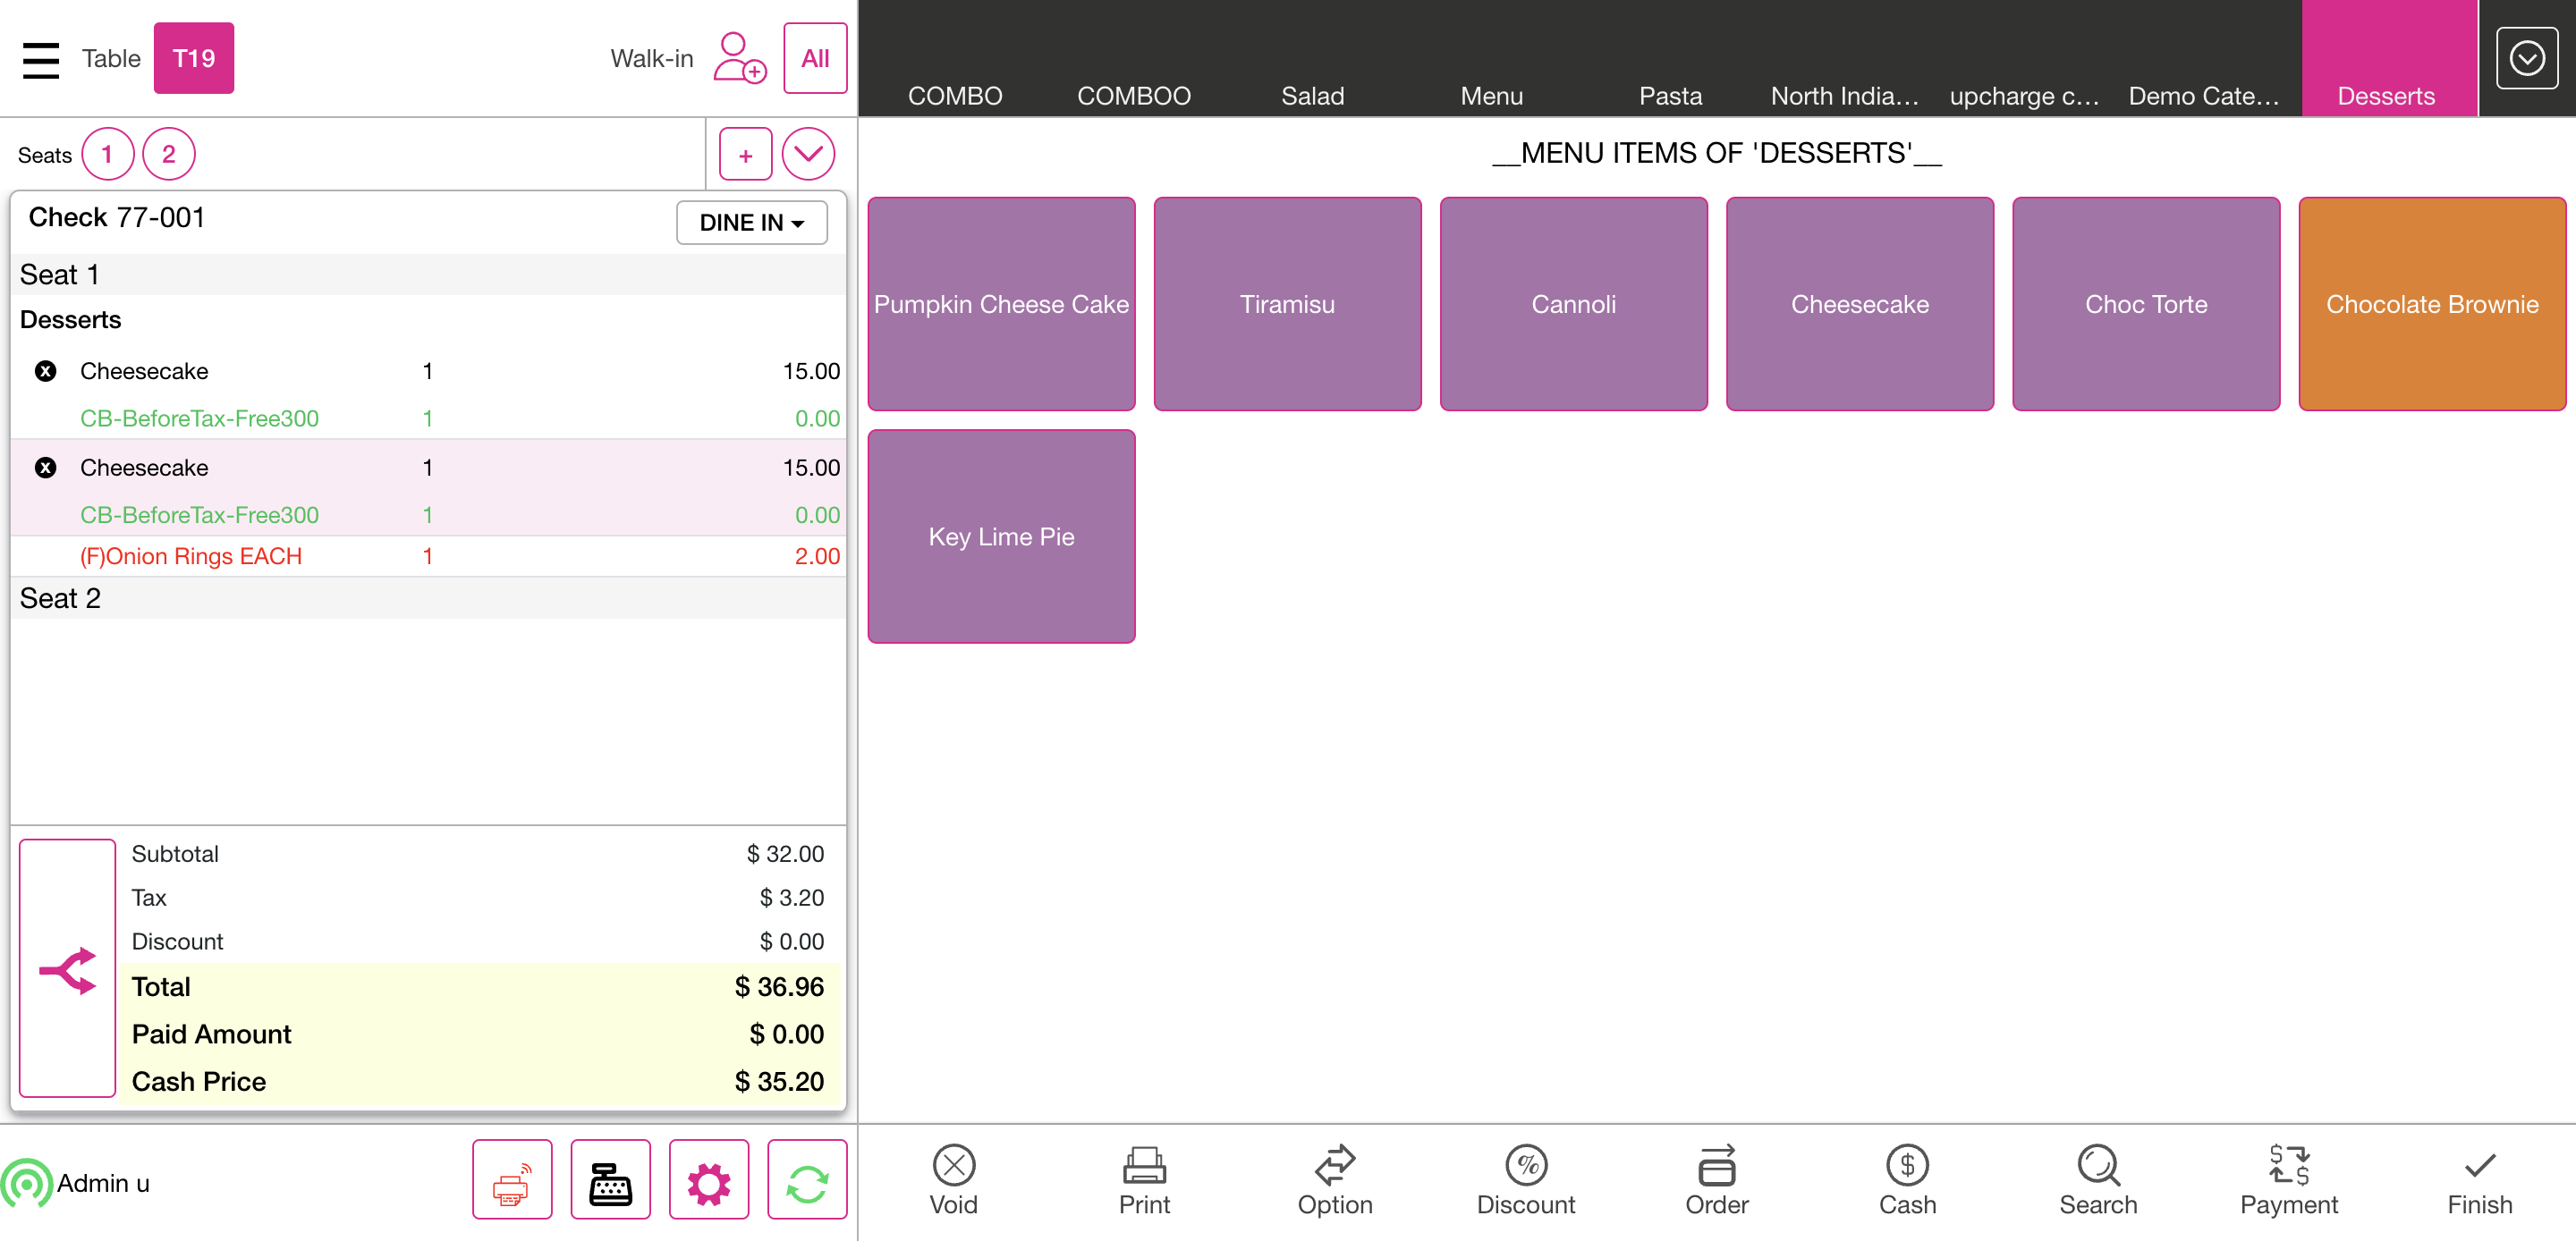 Table T19 Walk-in All
COMBO COMBOO Salad Menu Pasta North India... upcharge c... Demo Cate... Desserts
Seats 1 2 +
__MENU ITEMS OF 'DESSERTS'__
Check 77-001 DINE IN
Seat 1
Desserts
Cheesecake 1 15.00
CB-BeforeTax-Free300 1 0.00
Cheesecake 1 15.00
CB-BeforeTax-Free300 1 0.00
(F)Onion Rings EACH 1 2.00
Seat 2
Pumpkin Cheese Cake Tiramisu Cannoli Cheesecake Choc Torte Chocolate Brownie
Key Lime Pie
Subtotal $ 32.00
Tax $ 3.20
Discount $ 0.00
Total $ 36.96
Paid Amount $ 0.00
Cash Price $ 35.20
Admin u
Void Print Option Discount Order Cash Search Payment Finish